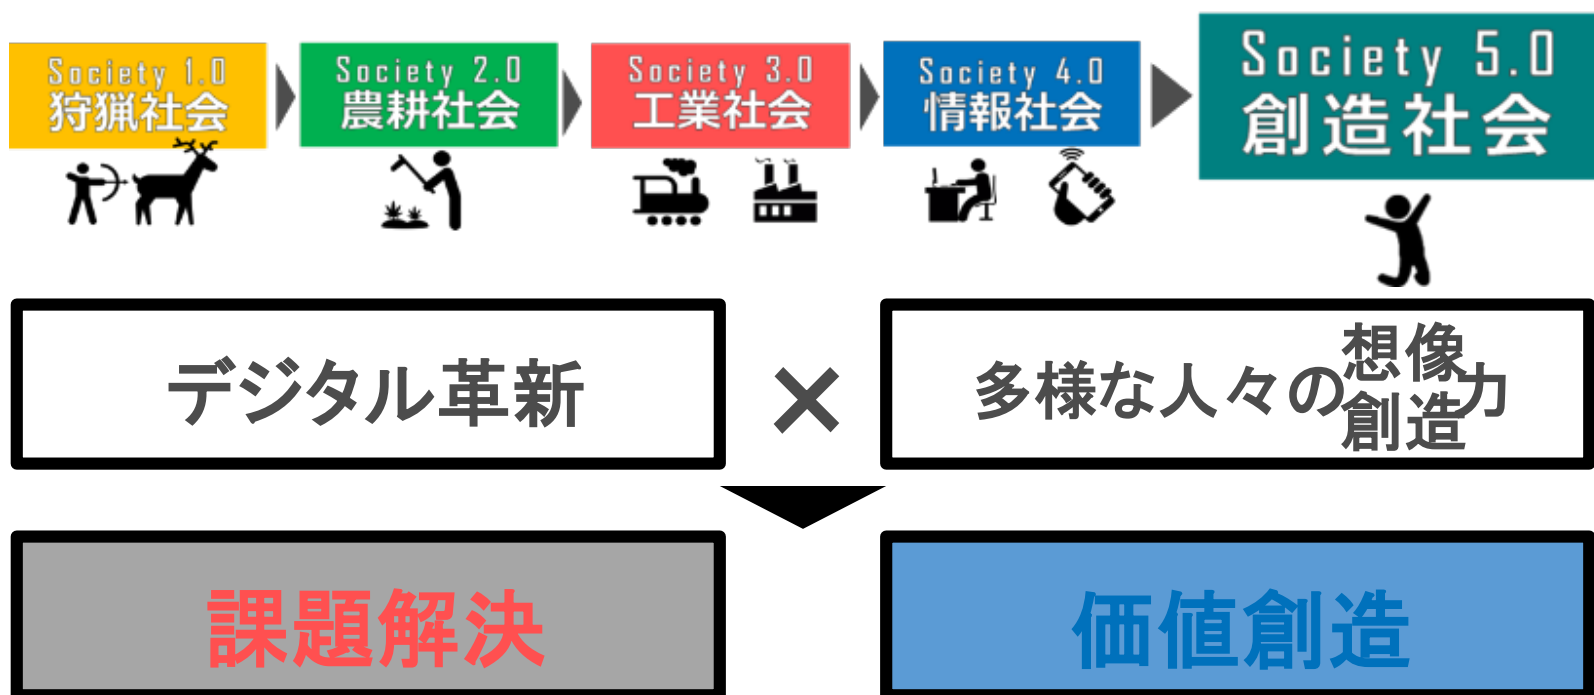 Society 1.0
狩猟社会
Society 2.0
農耕社会
Society 3.0
工業社会
Society 4.0
情報社会
Society 5.0
創造社会
デジタル革新
×
多様な人々の想像力
創造
課題解決
価値創造